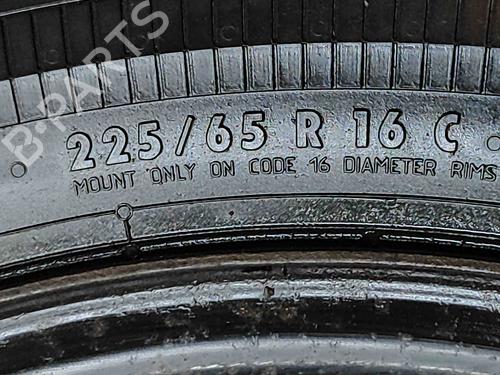 B-PARTS
225/65 R 16 C
MOUNT ONLY ON CODE 16 DIAMETER RIMS